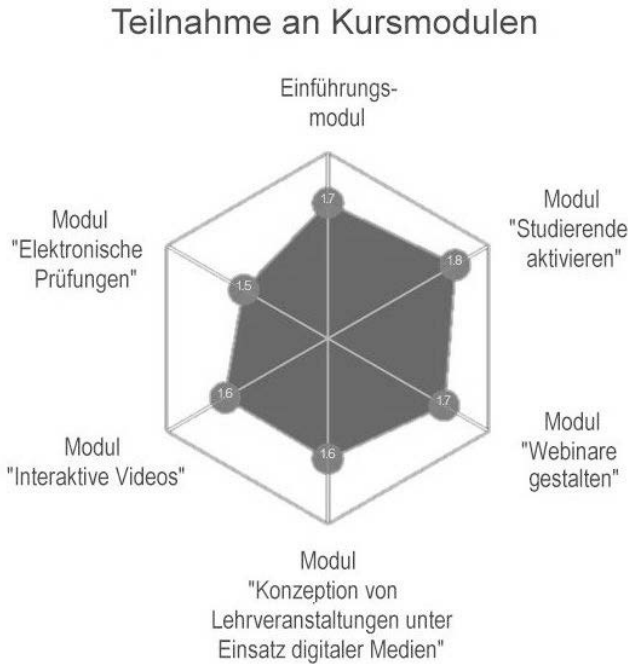 Teilnahme an Kursmodulen
Einführungs-
modul
Modul
"Studierende
aktivieren"
Modul
"Webinare
gestalten"
Modul
"Konzeption von
Lehrveranstaltungen unter
Einsatz digitaler Medien"
Modul
"Interaktive Videos"
Modul
"Elektronische
Prüfungen"
1.7
1.8
1.7
1.6
1.6
1.5